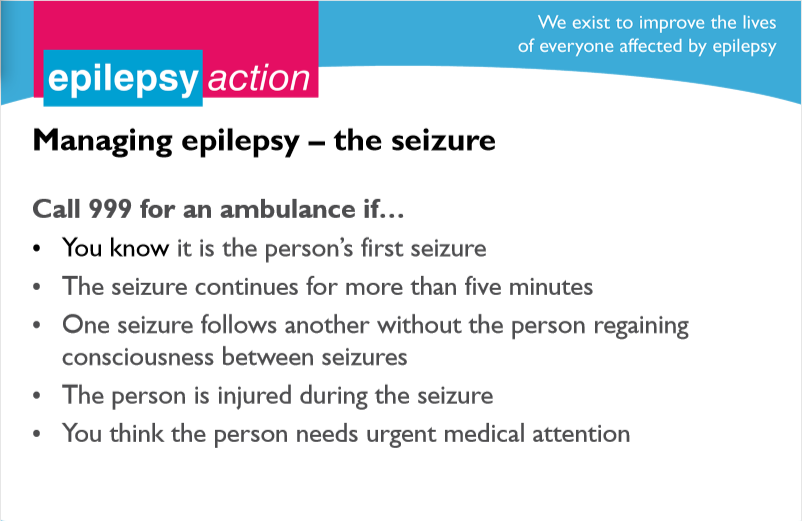 We exist to improve the lives
of everyone affected by epilepsy
epilepsy action
Managing epilepsy – the seizure
Call 999 for an ambulance if…
• You know it is the person’s first seizure
• The seizure continues for more than five minutes
• One seizure follows another without the person regaining
consciousness between seizures
• The person is injured during the seizure
• You think the person needs urgent medical attention